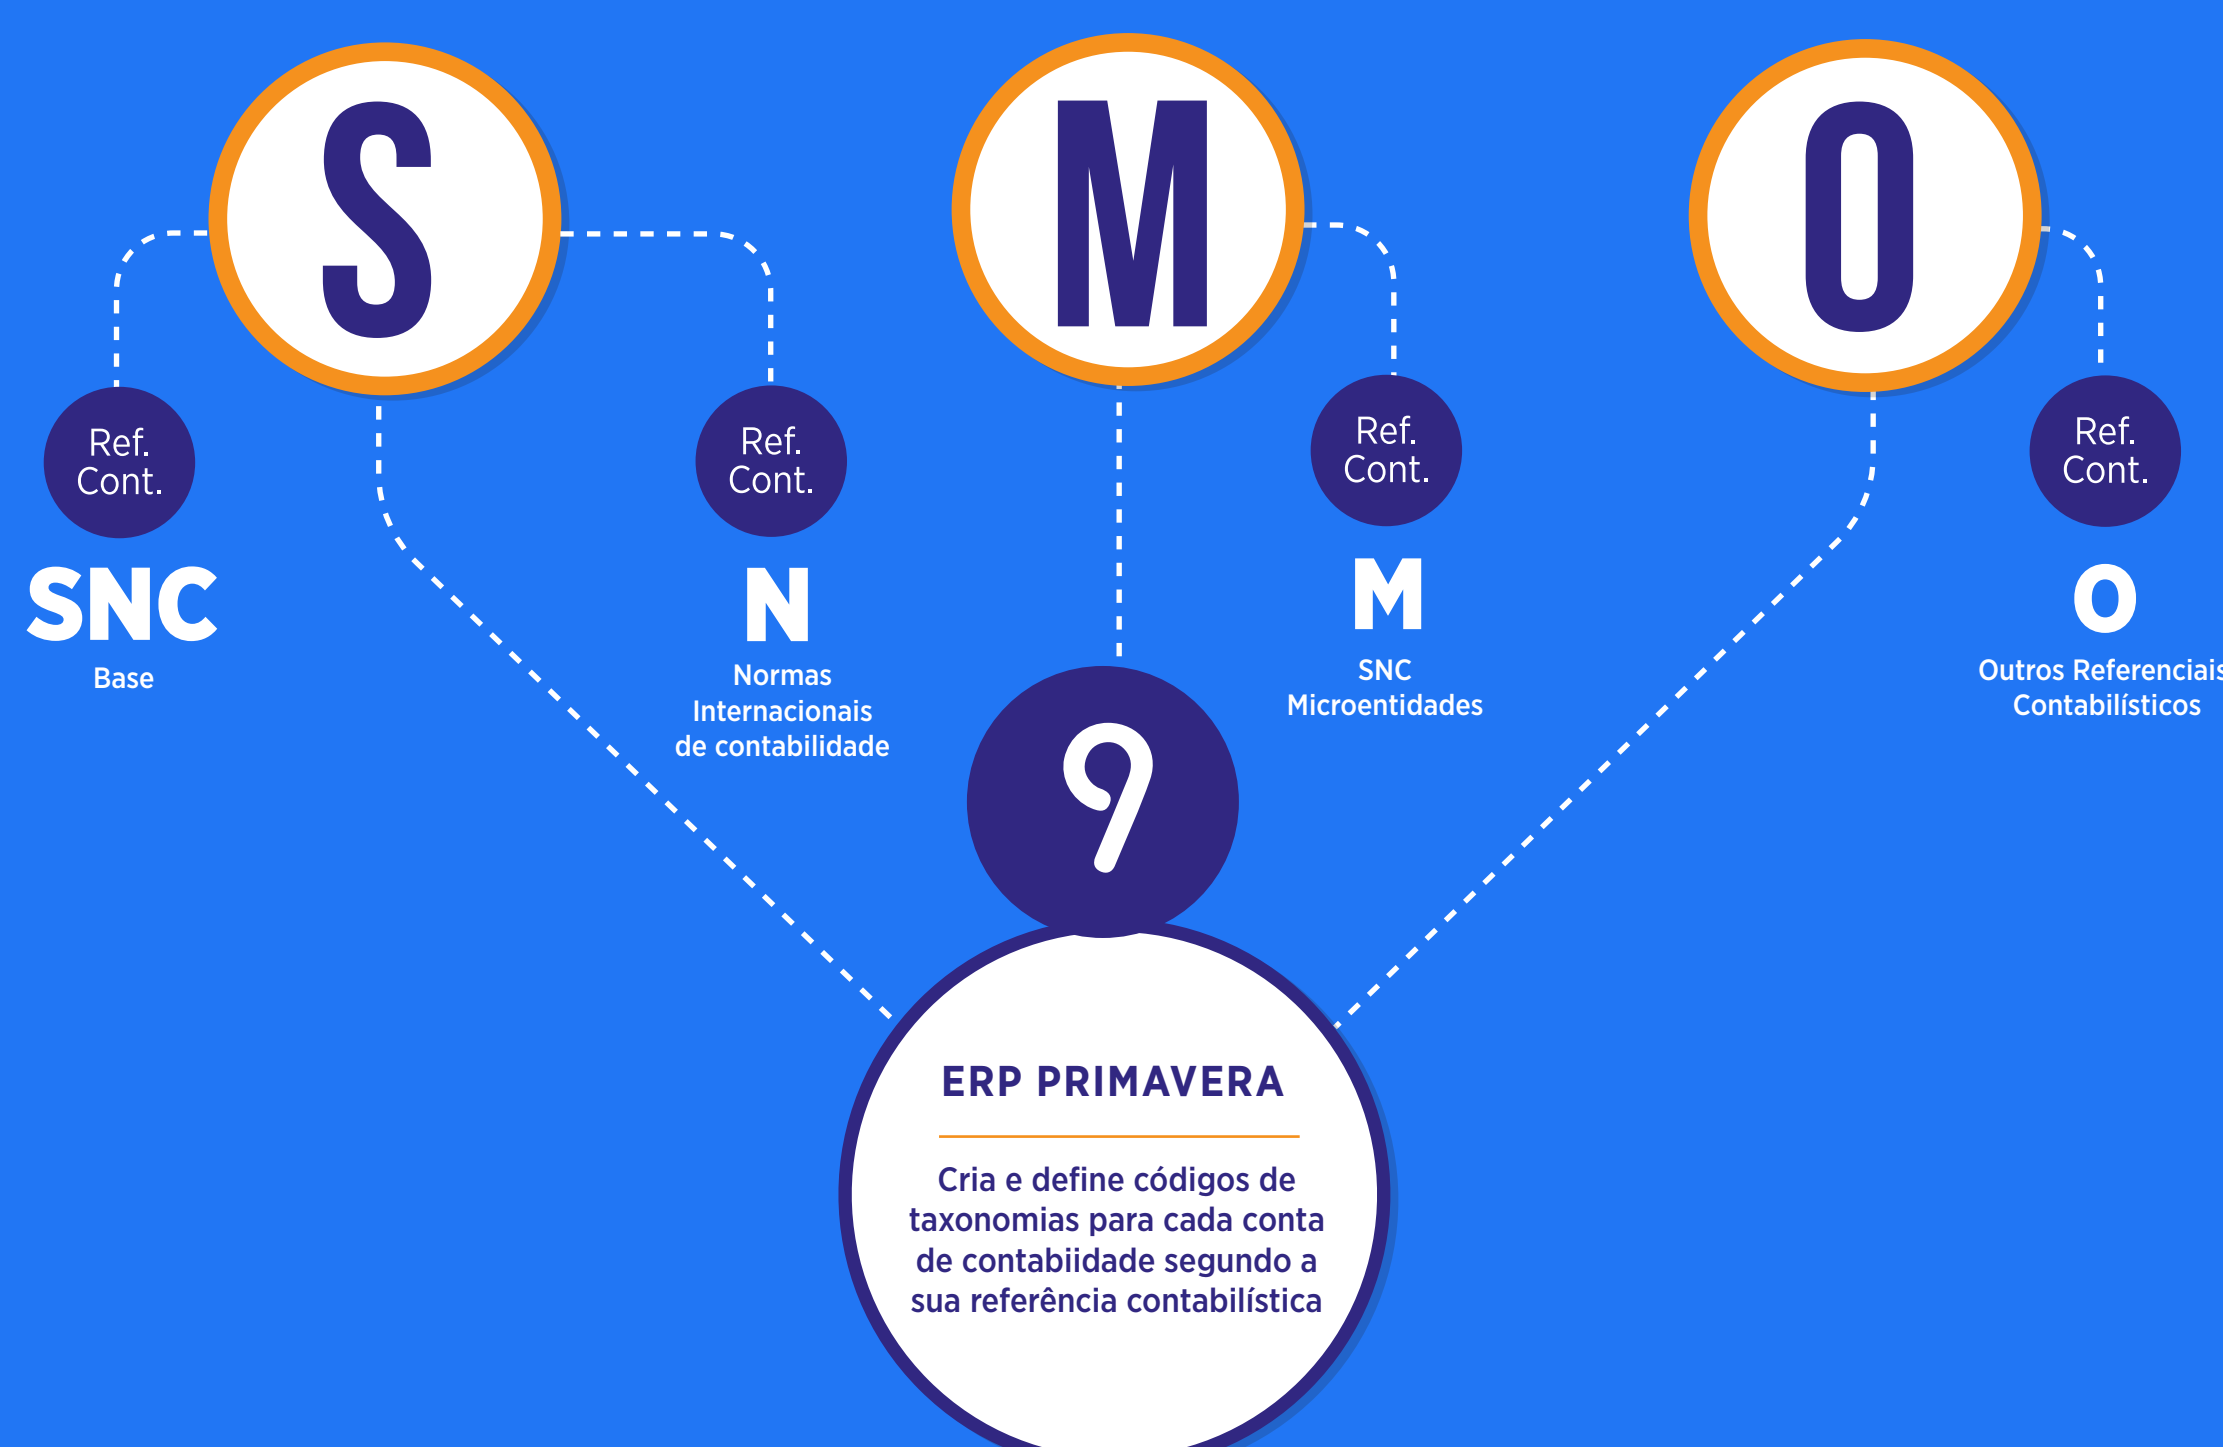 S
M
O
Ref.
Cont.
SNC
Base
Ref.
Cont.
N
Normas
Internacionais
de contabilidade
Ref.
Cont.
M
SNC
Microentidades
Ref.
Cont.
O
Outros Referenciais
Contabilísticos
9
ERP PRIMAVERA
Cria e define códigos de
taxonomias para cada conta
de contabiidade segundo a
sua referência contabilística